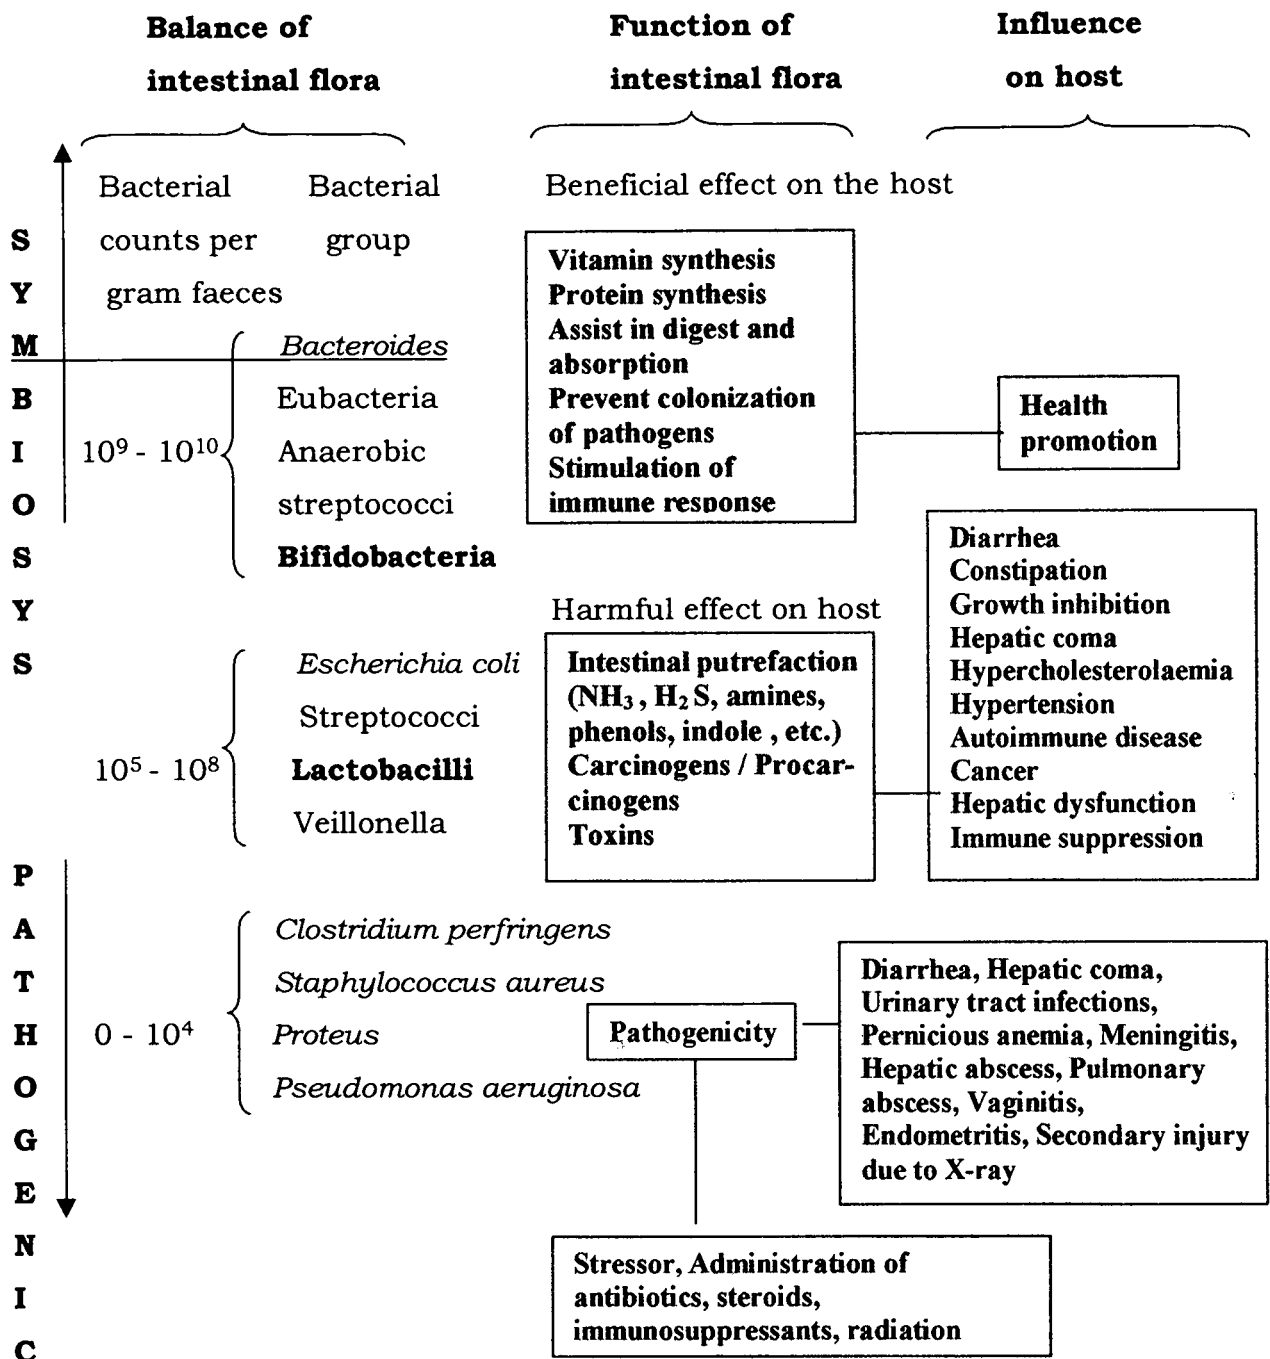 Balance of
intestinal flora
Function of
intestinal flora
Influence
on host
Bacterial
counts per
gram faeces
Bacterial
group
Beneficial effect on the host
S
Y
M
B
I
O
S
Y
S
P
A
T
H
O
G
E
N
I
C
10⁹ - 10¹⁰
Bacteroides
Eubacteria
Anaerobic
streptococci
Bifidobacteria
Vitamin synthesis
Protein synthesis
Assist in digest and
absorption
Prevent colonization
of pathogens
Stimulation of
immune response
Health
promotion
10⁵ - 10⁸
Escherichia coli
Streptococci
Lactobacilli
Veillonella
Harmful effect on host
Intestinal putrefaction
(NH₃ , H₂ S, amines,
phenols, indole , etc.)
Carcinogens / Procar-
cinogens
Toxins
Diarrhea
Constipation
Growth inhibition
Hepatic coma
Hypercholesterolaemia
Hypertension
Autoimmune disease
Cancer
Hepatic dysfunction
Immune suppression
0 - 10⁴
Clostridium perfringens
Staphylococcus aureus
Proteus
Pseudomonas aeruginosa
Pathogenicity
Diarrhea, Hepatic coma,
Urinary tract infections,
Pernicious anemia, Meningitis,
Hepatic abscess, Pulmonary
abscess, Vaginitis,
Endometritis, Secondary injury
due to X-ray
Stressor, Administration of
antibiotics, steroids,
immunosuppressants, radiation